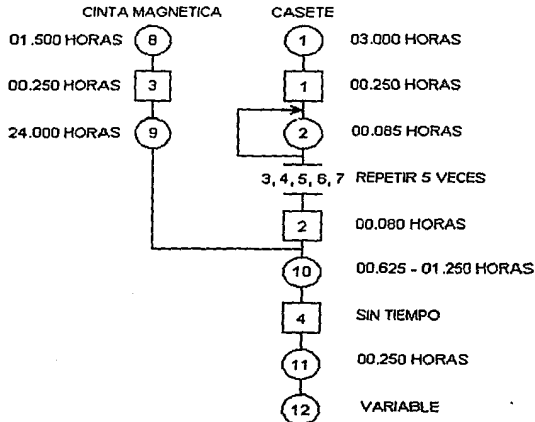 CINTA MAGNETICA CASETE
01.500 HORAS 8 1 03.000 HORAS
00.250 HORAS 3 1 00.250 HORAS
24.000 HORAS 9 2 00.085 HORAS
3, 4, 5, 6, 7 REPETIR 5 VECES
2 00.080 HORAS
10 00.625 - 01.250 HORAS
4 SIN TIEMPO
11 00.250 HORAS
12 VARIABLE